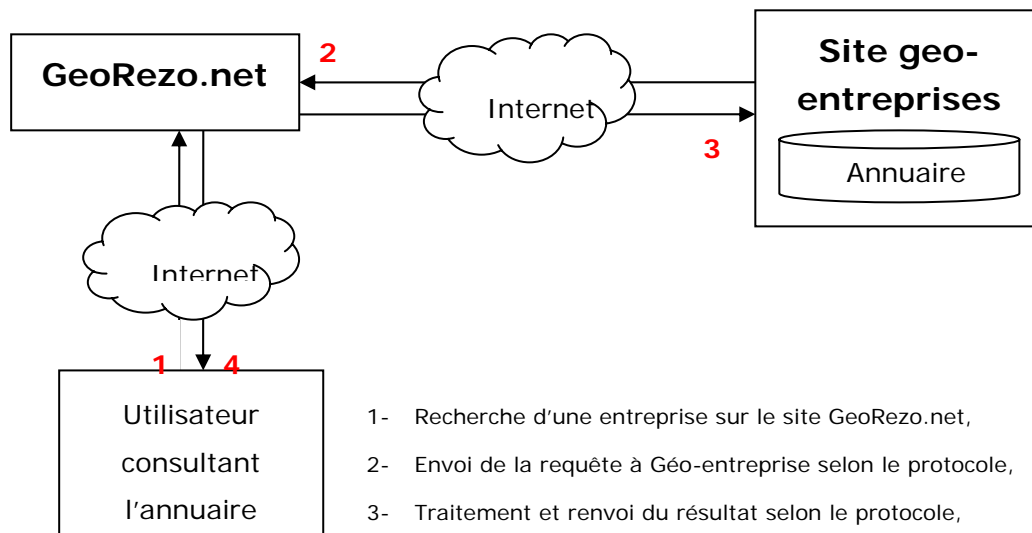 GeoRezo.net
2
Internet
3
Site geo-
entreprises
Annuaire
Internet
1 4
Utilisateur
consultant
l'annuaire
1- Recherche d'une entreprise sur le site GeoRezo.net,
2- Envoi de la requête à Géo-entreprise selon le protocole,
3- Traitement et renvoi du résultat selon le protocole,